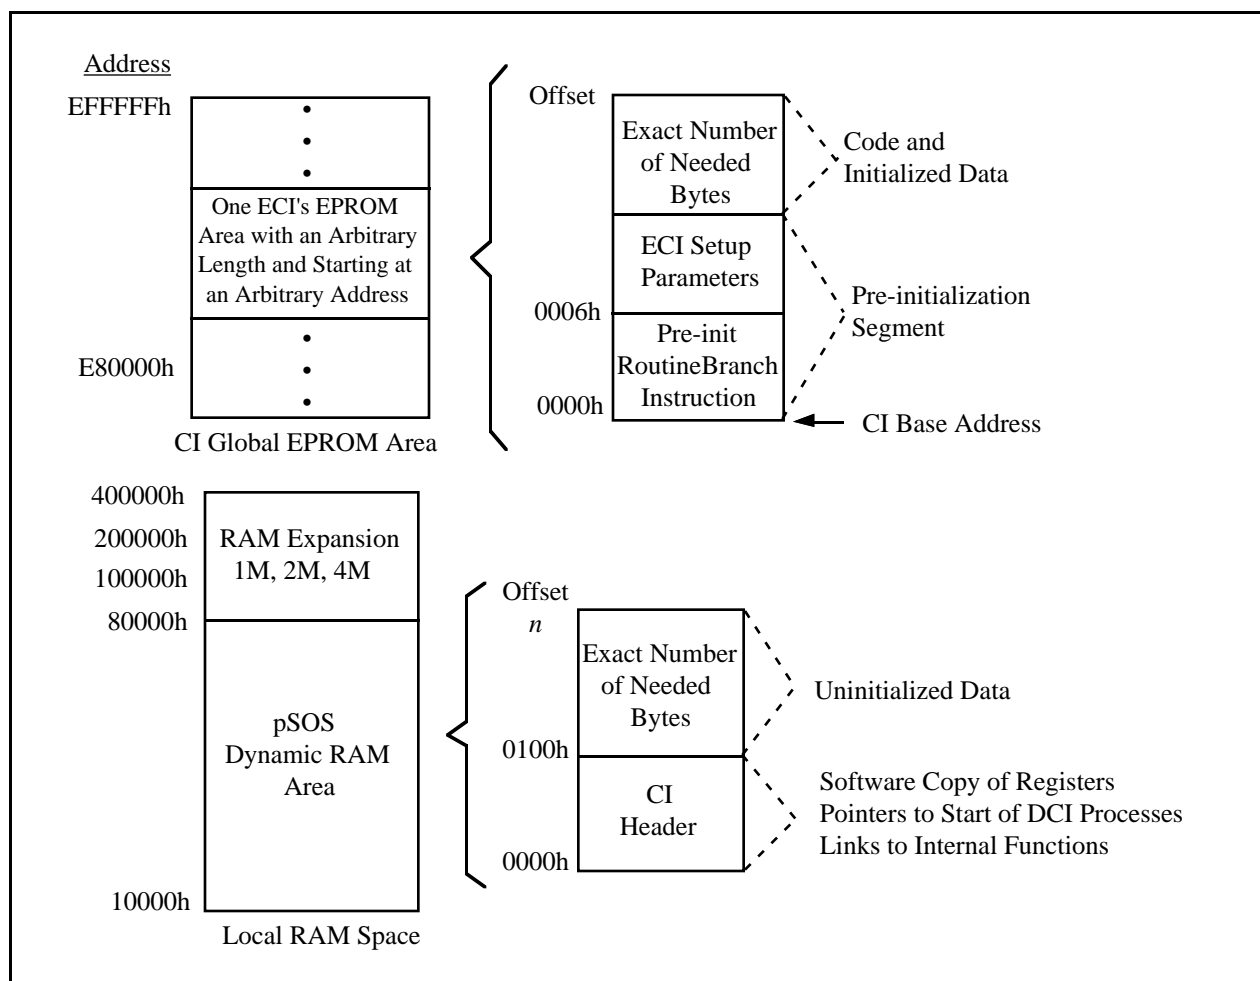 Address
EFFFFFh
One ECI's EPROM
Area with an Arbitrary
Length and Starting at
an Arbitrary Address
E80000h
CI Global EPROM Area
Offset
Exact Number
of Needed
Bytes
ECI Setup
Parameters
0006h
Pre-init
RoutineBranch
Instruction
0000h
Code and
Initialized Data
Pre-initialization
Segment
CI Base Address
400000h
200000h
100000h
80000h
RAM Expansion
1M, 2M, 4M
pSOS
Dynamic RAM
Area
10000h
Local RAM Space
Offset
n
Exact Number
of Needed
Bytes
0100h
CI
Header
0000h
Uninitialized Data
Software Copy of Registers
Pointers to Start of DCI Processes
Links to Internal Functions